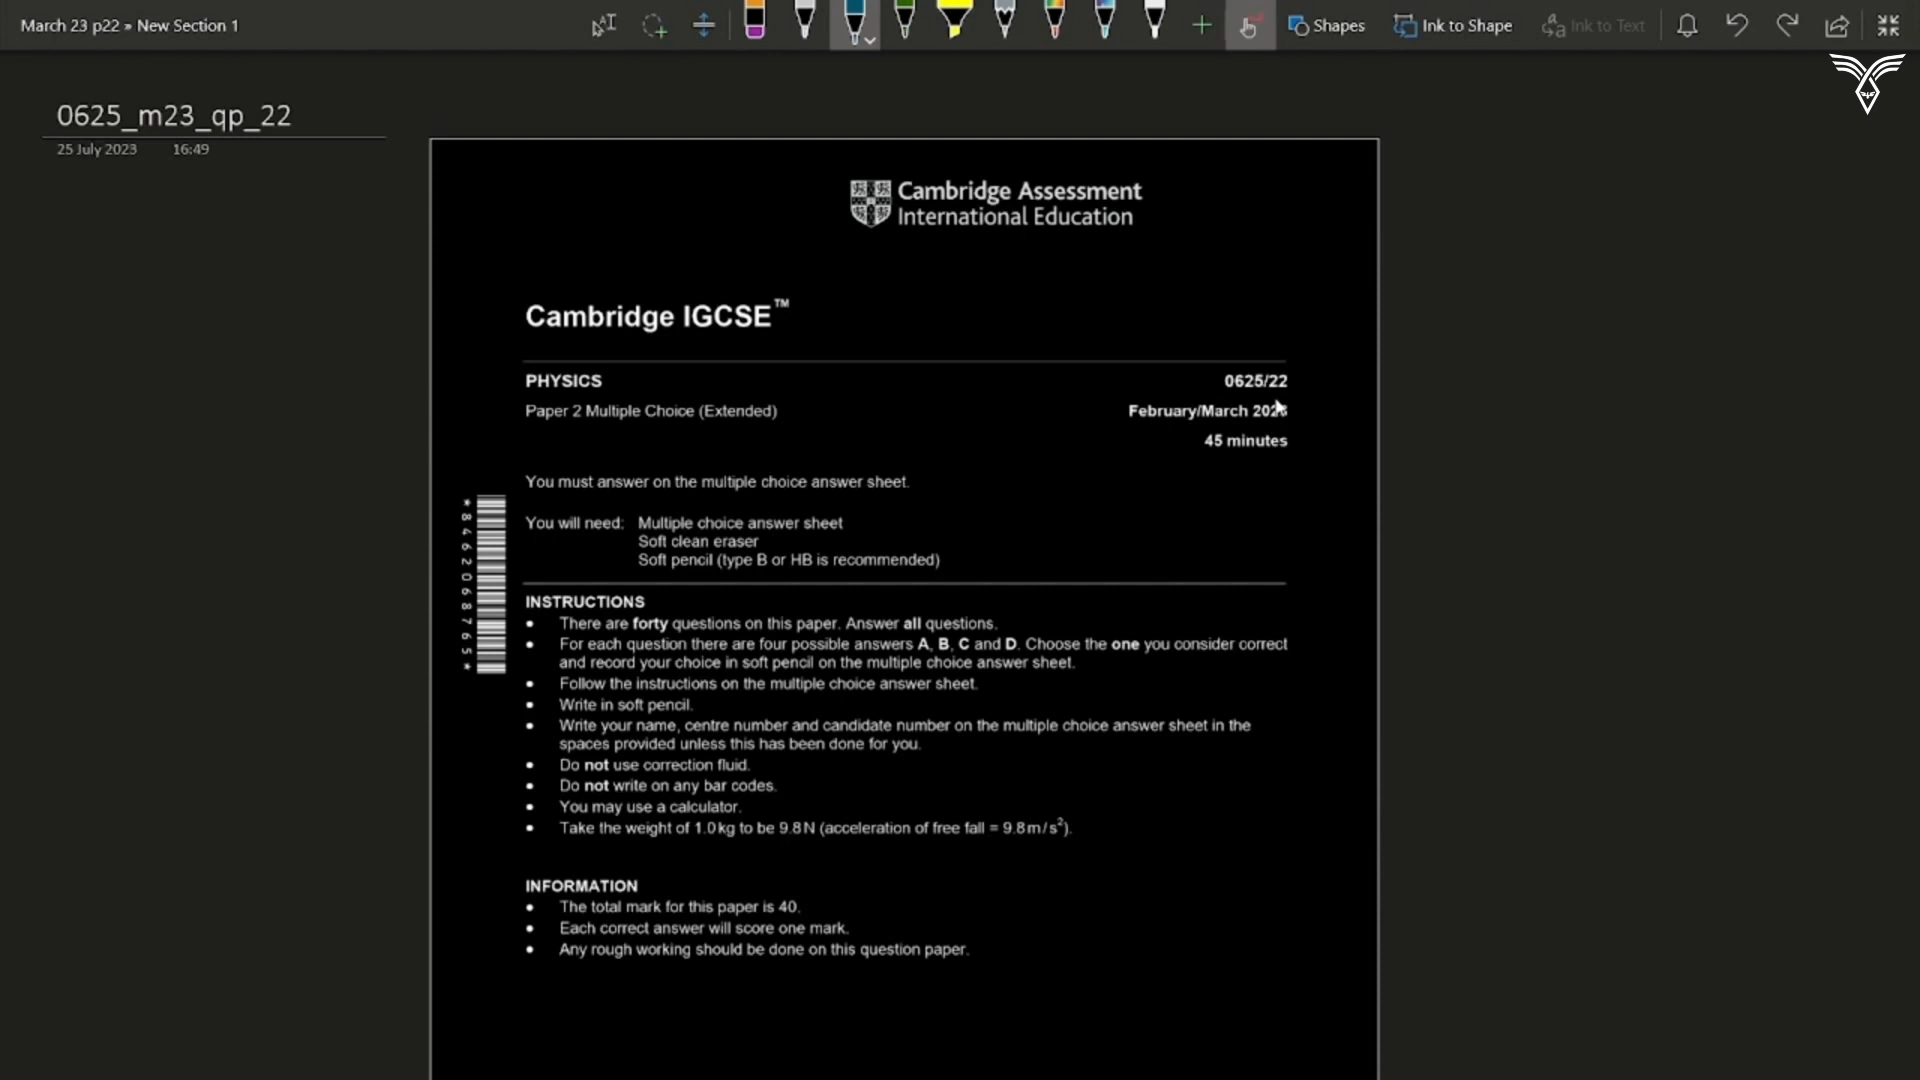 March 23 p22 » New Section 1
Shapes
Ink to Shape
Ink to Text
0625_m23_qp_22
25 July 2023 16:49
Cambridge Assessment
International Education
Cambridge IGCSE™
PHYSICS 0625/22
Paper 2 Multiple Choice (Extended) February/March 2023
45 minutes
You must answer on the multiple choice answer sheet.
You will need: Multiple choice answer sheet
Soft clean eraser
Soft pencil (type B or HB is recommended)
*8462068765*
INSTRUCTIONS
• There are forty questions on this paper. Answer all questions.
• For each question there are four possible answers A, B, C and D. Choose the one you consider correct
and record your choice in soft pencil on the multiple choice answer sheet.
• Follow the instructions on the multiple choice answer sheet.
• Write in soft pencil.
• Write your name, centre number and candidate number on the multiple choice answer sheet in the
spaces provided unless this has been done for you.
• Do not use correction fluid.
• Do not write on any bar codes.
• You may use a calculator.
• Take the weight of 1.0 kg to be 9.8 N (acceleration of free fall = 9.8 m/s²).
INFORMATION
• The total mark for this paper is 40.
• Each correct answer will score one mark.
• Any rough working should be done on this question paper.